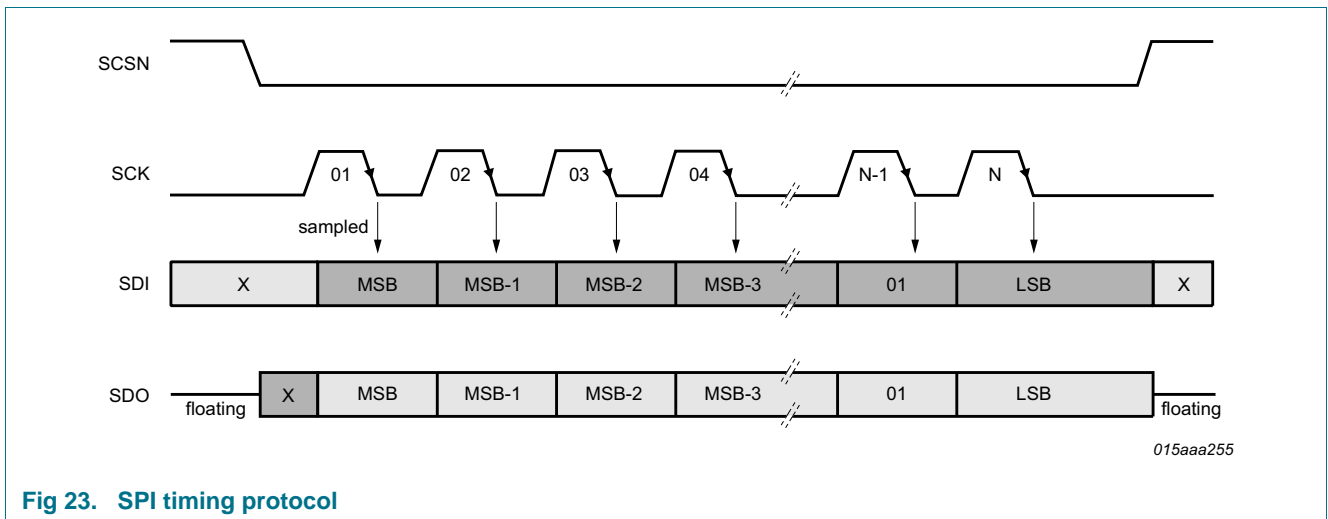 SCSN
SCK 01 02 03 04 N-1 N
sampled
SDI X MSB MSB-1 MSB-2 MSB-3 01 LSB X
SDO X MSB MSB-1 MSB-2 MSB-3 01 LSB
floating floating
015aaa255
Fig 23. SPI timing protocol